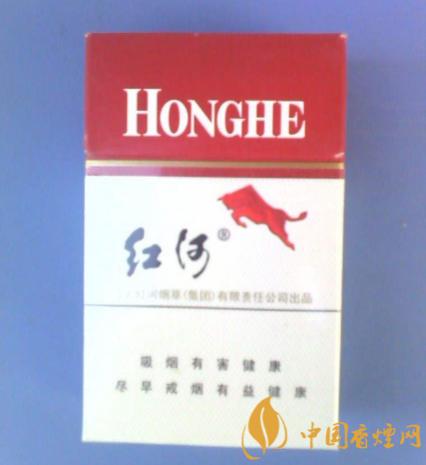 HONGHE
红河®
烟草(集团)有限责任公司出品
吸烟有害健康
尽早戒烟有益健康
中国香烟网